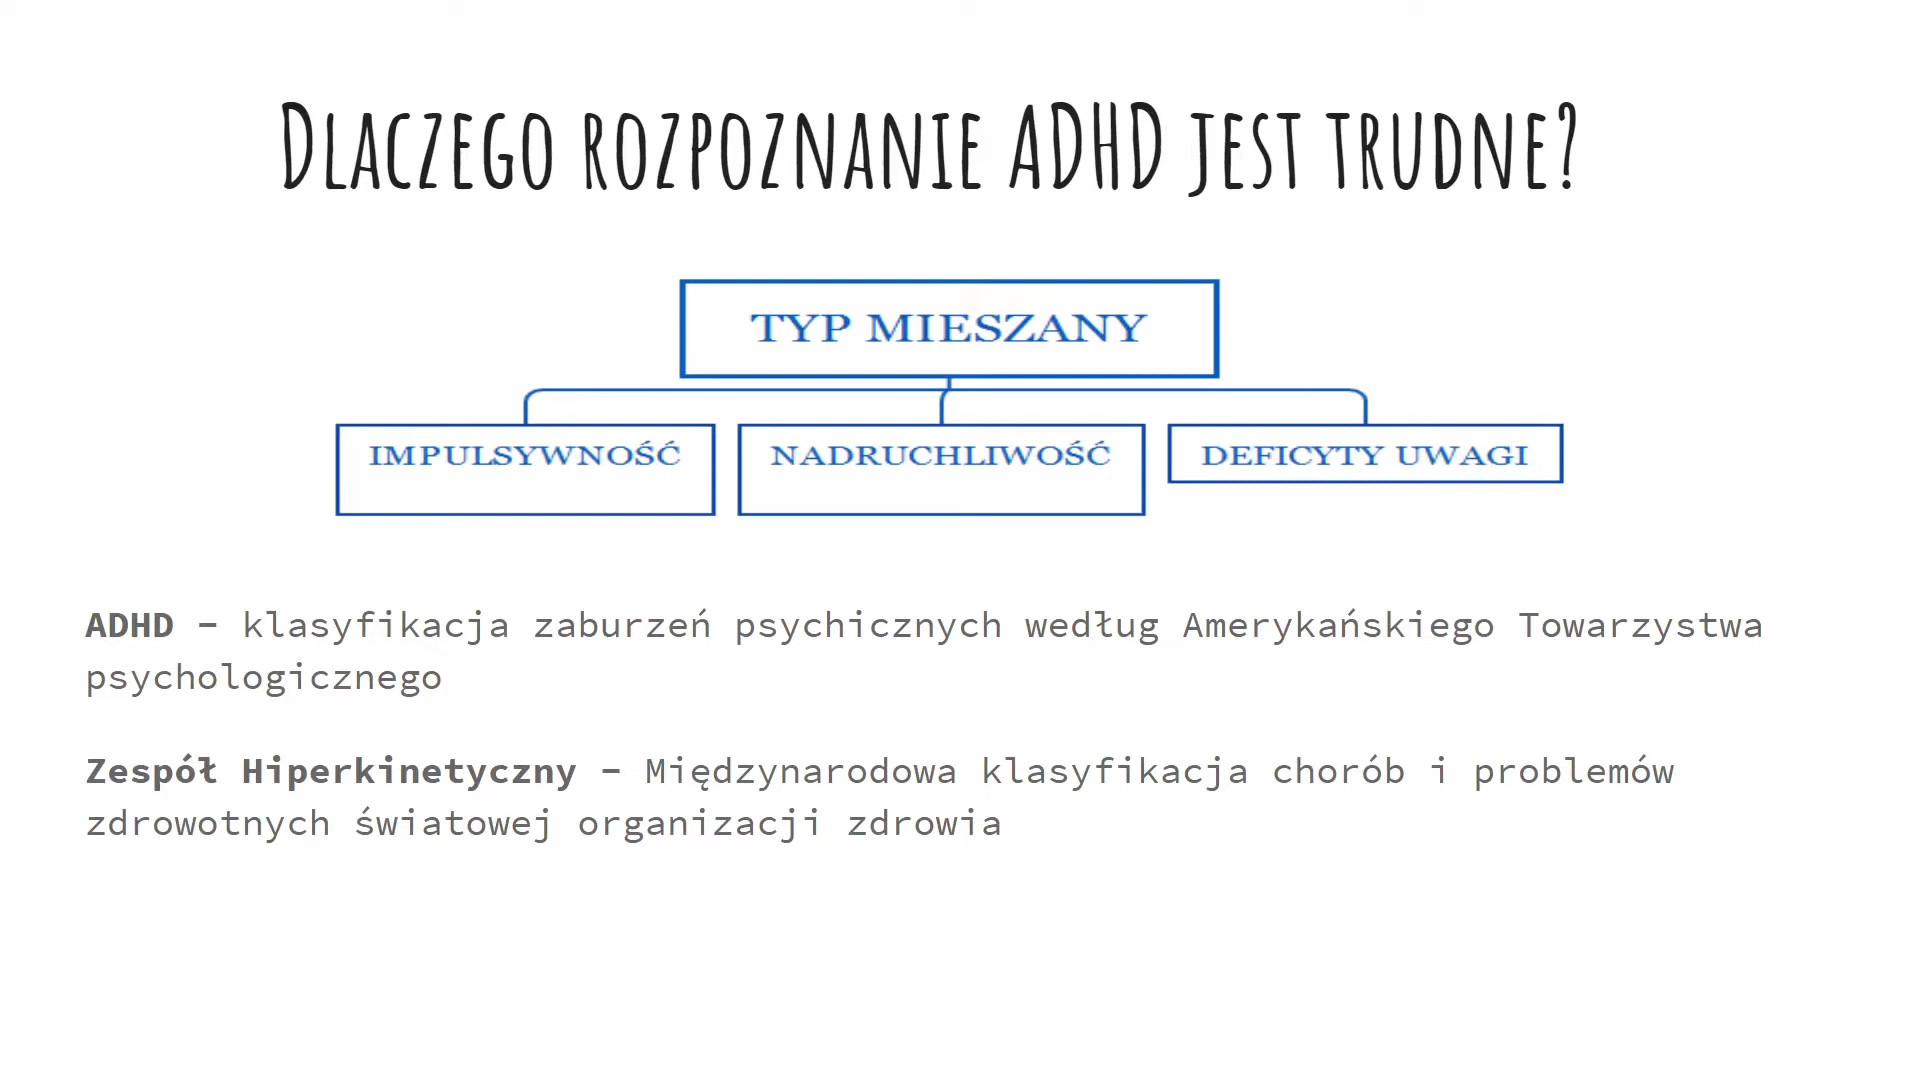 Dlaczego rozpoznanie ADHD jest trudne?
TYP MIESZANY
IMPULSYWNOŚĆ NADRUCHLIWOŚĆ DEFICYTY UWAGI
ADHD – klasyfikacja zaburzeń psychicznych według Amerykańskiego Towarzystwa
psychologicznego
Zespół Hiperkinetyczny – Międzynarodowa klasyfikacja chorób i problemów
zdrowotnych światowej organizacji zdrowia